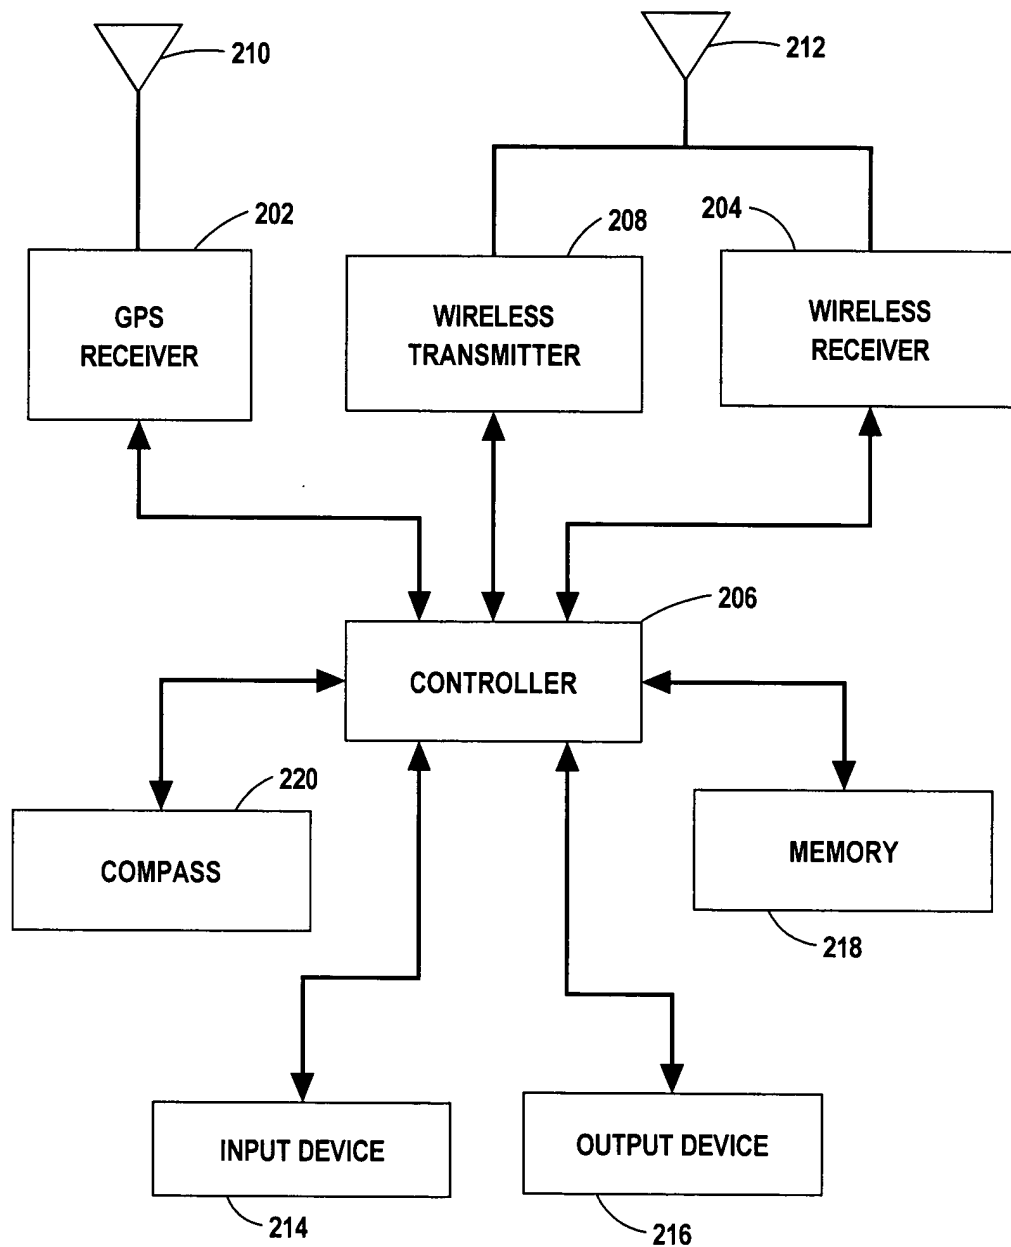 210
212
202
208
204
GPS
RECEIVER
WIRELESS
TRANSMITTER
WIRELESS
RECEIVER
206
CONTROLLER
220
COMPASS
MEMORY
218
INPUT DEVICE
OUTPUT DEVICE
214
216